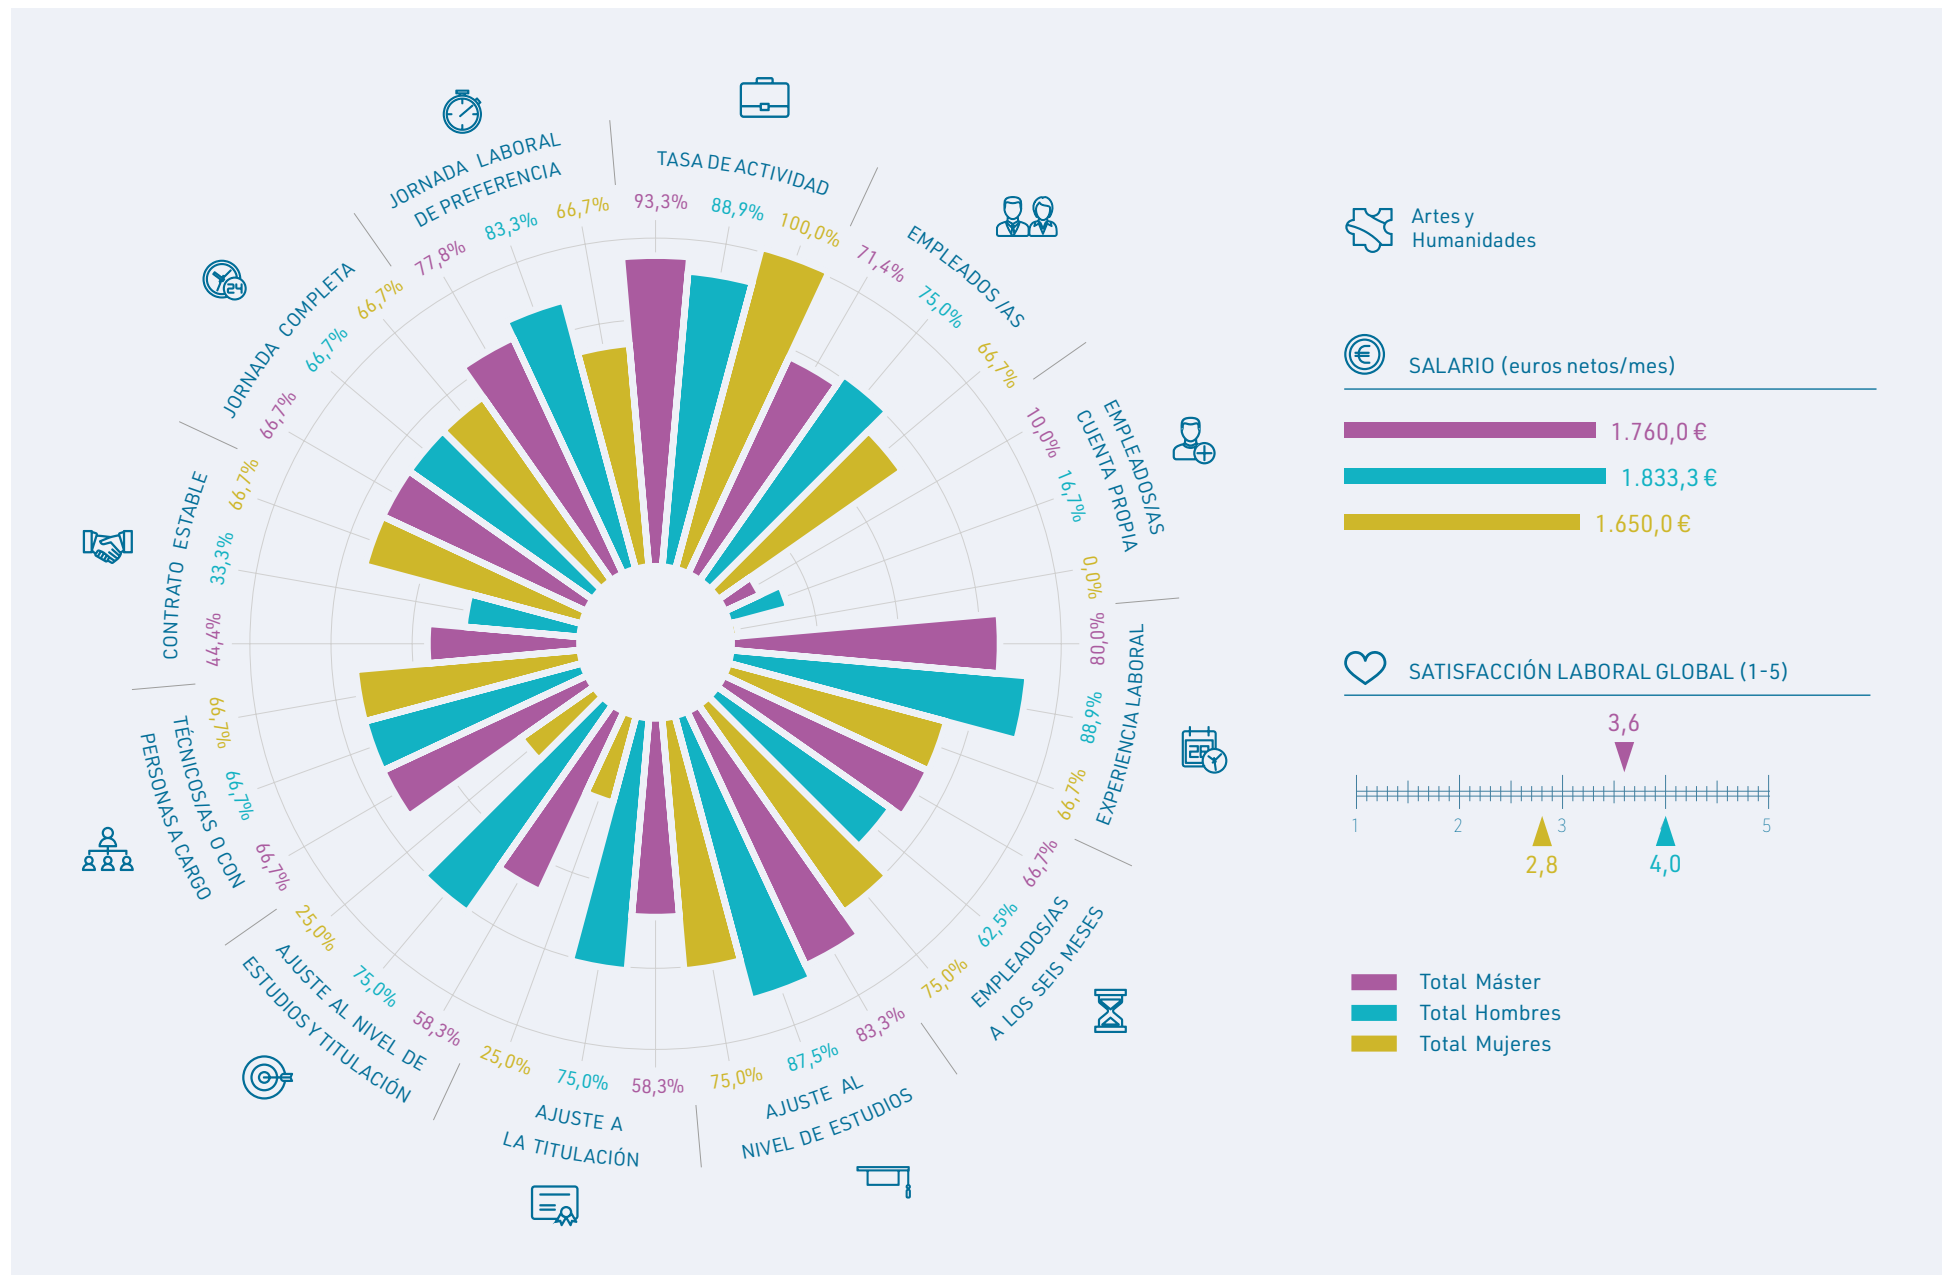 TASA DE ACTIVIDAD
93,3%
88,9%
100,0%
EMPLEADOS /AS
71,4%
75,0%
66,7%
EMPLEADOS/AS
CUENTA PROPIA
10,0%
16,7%
0,0%
EXPERIENCIA LABORAL
80,0%
88,9%
66,7%
EMPLEADOS/AS
A LOS SEIS MESES
66,7%
62,5%
75,0%
AJUSTE AL
NIVEL DE ESTUDIOS
83,3%
87,5%
75,0%
AJUSTE A
LA TITULACIÓN
58,3%
75,0%
25,0%
AJUSTE AL NIVEL DE
ESTUDIOS Y TITULACIÓN
58,3%
75,0%
25,0%
TÉCNICOS/AS O CON
PERSONAS A CARGO
66,7%
66,7%
66,7%
CONTRATO ESTABLE
44,4%
33,3%
66,7%
JORNADA COMPLETA
66,7%
66,7%
66,7%
JORNADA LABORAL
DE PREFERENCIA
77,8%
83,3%
66,7%
24
28
Artes y
Humanidades
€
SALARIO (euros netos/mes)
1.760,0 €
1.833,3 €
1.650,0 €
SATISFACCIÓN LABORAL GLOBAL (1-5)
3,6
1 2 3 5
2,8 4,0
Total Máster
Total Hombres
Total Mujeres